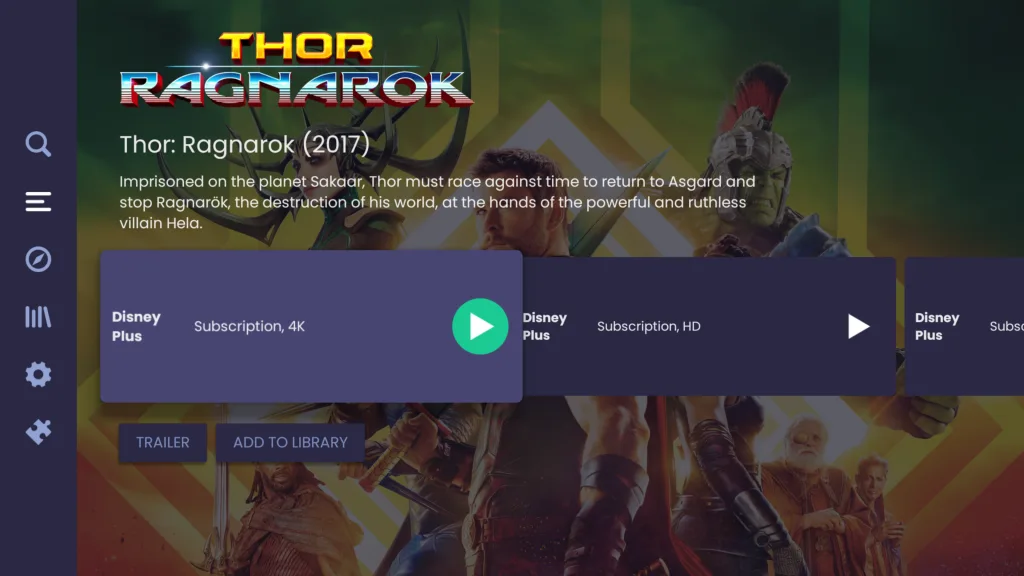 THOR
RAGNAROK
Thor: Ragnarok (2017)
Imprisoned on the planet Sakaar, Thor must race against time to return to Asgard and
stop Ragnarök, the destruction of his world, at the hands of the powerful and ruthless
villain Hela.
Disney
Plus
Subscription, 4K
Disney
Plus
Subscription, HD
Disney
Plus
TRAILER
ADD TO LIBRARY